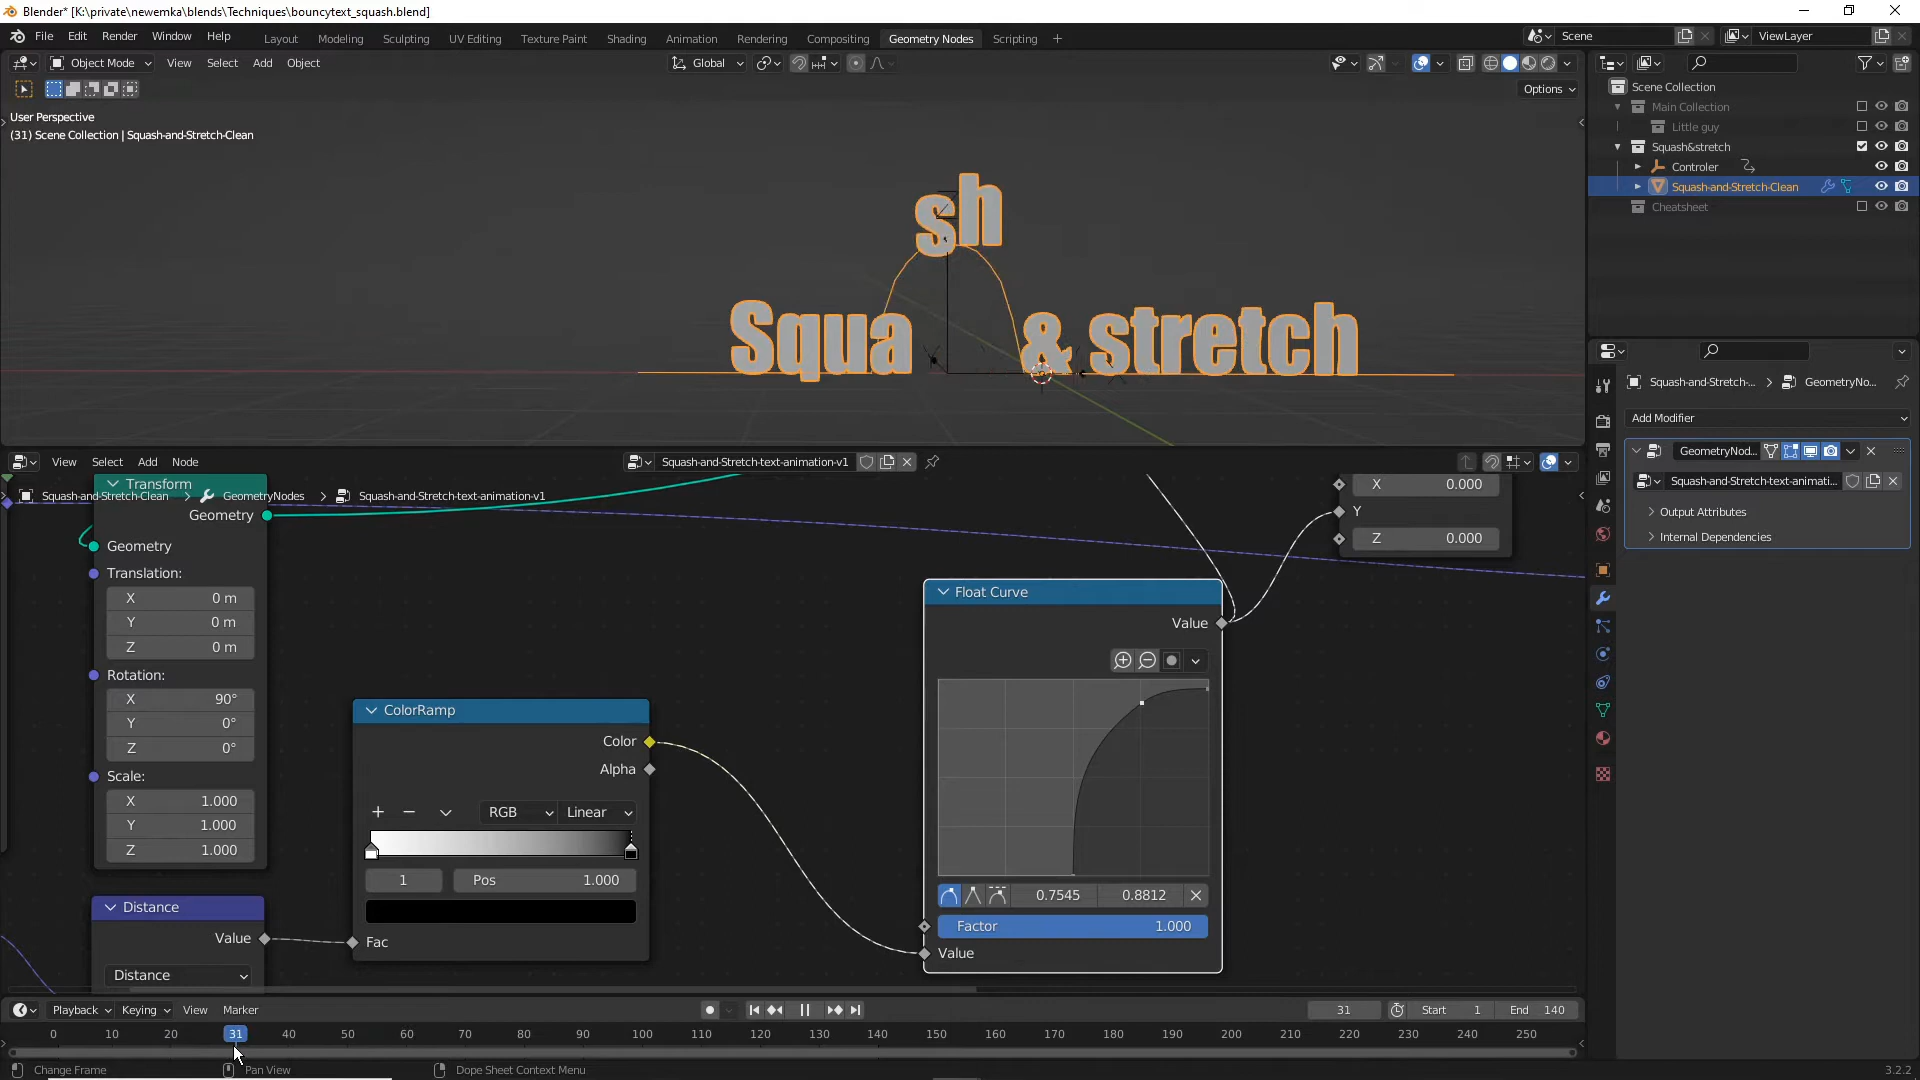 Blender* [K:\private\newemka\blends\Techniques\bouncytext_squash.blend]
File Edit Render Window Help Layout Modeling Sculpting UV Editing Texture Paint Shading Animation Rendering Compositing Geometry Nodes Scripting + Scene ViewLayer
Object Mode View Select Add Object Global
Options
User Perspective
(31) Scene Collection | Squash-and-Stretch-Clean
sh
Squa & stretch
Scene Collection
Main Collection
Little guy
Squash&stretch
Controler
Squash-and-Stretch-Clean
Cheatsheet
Squash-and-Stretch-... > GeometryNo...
Add Modifier
GeometryNod...
Squash-and-Stretch-text-animati...
Output Attributes
Internal Dependencies
View Select Add Node Squash-and-Stretch-text-animation-v1
Squash-and-Stretch-Clean > GeometryNodes > Squash-and-Stretch-text-animation-v1
Transform
Geometry
Geometry
Translation:
X 0 m
Y 0 m
Z 0 m
Rotation:
X 90°
Y 0°
Z 0°
Scale:
X 1.000
Y 1.000
Z 1.000
Distance
Value
Distance
ColorRamp
Color
Alpha
RGB Linear
1 Pos 1.000
Fac
Float Curve
Value
0.7545 0.8812
Factor 1.000
Value
X 0.000
Y
Z 0.000
Playback Keying View Marker 31 Start 1 End 140
0 10 20 31 40 50 60 70 80 90 100 110 120 130 140 150 160 170 180 190 200 210 220 230 240 250
Change Frame Pan View Dope Sheet Context Menu 3.2.2